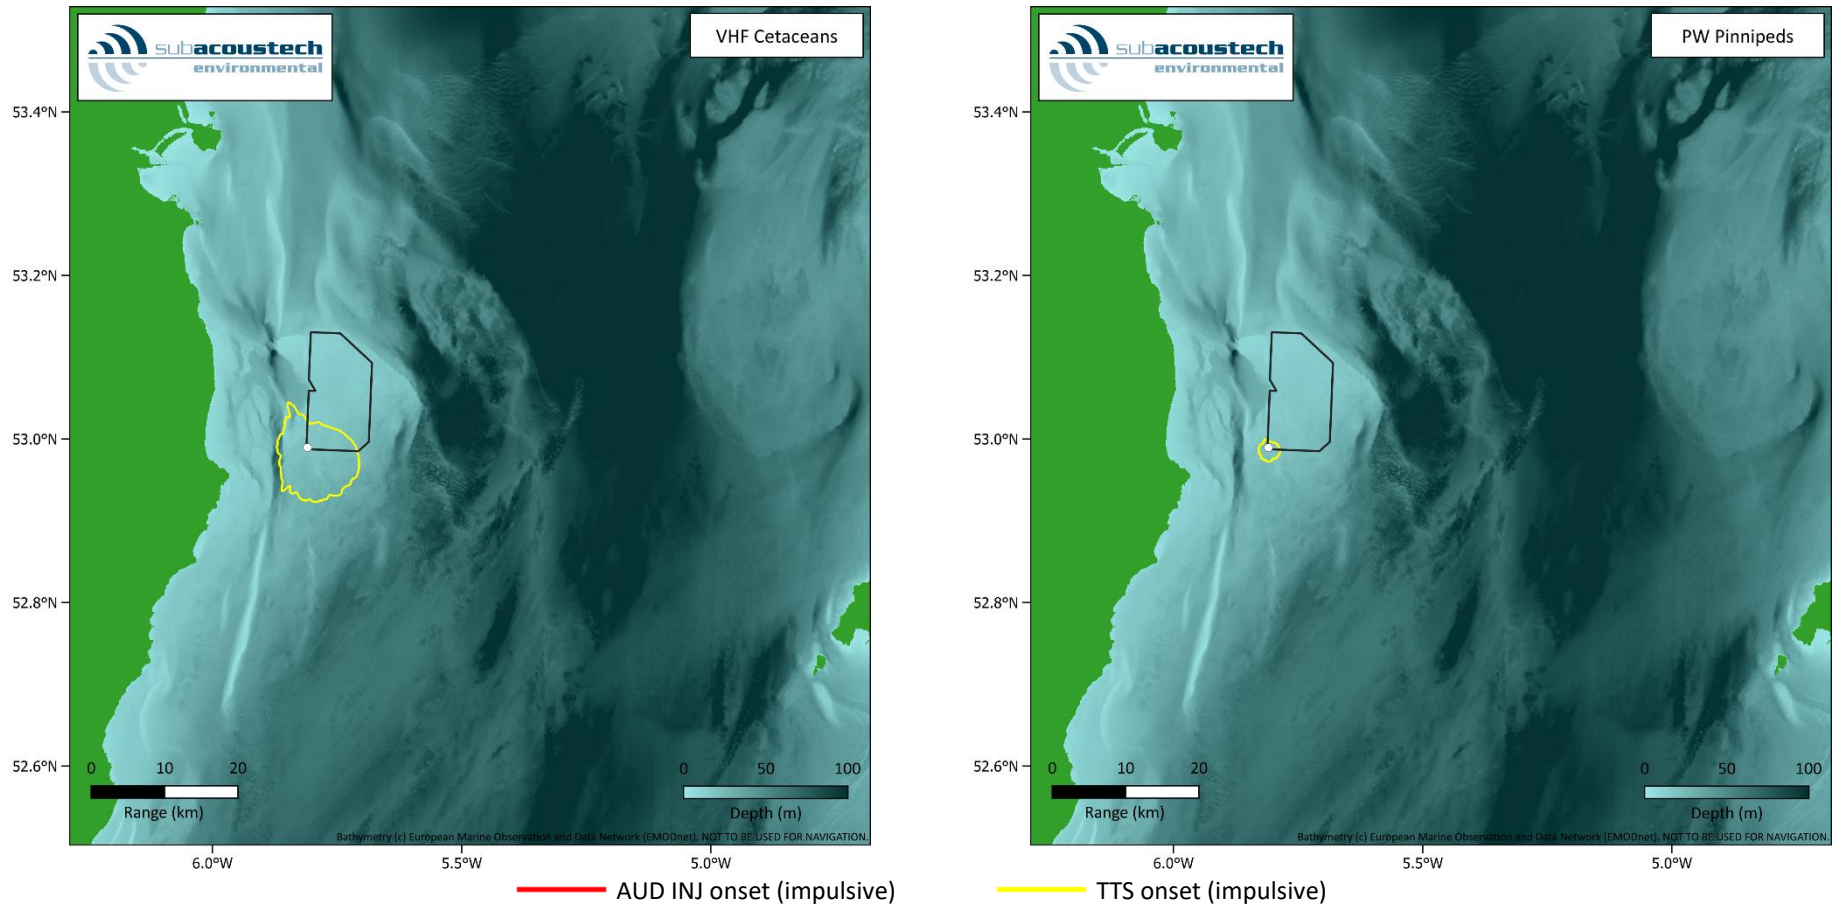 subacoustech
environmental
VHF Cetaceans
53.4°N
53.2°N
53.0°N
52.8°N
52.6°N
0 10 20
Range (km)
0 50 100
Depth (m)
Bathymetry (c) European Marine Observation and Data Network (EMODnet). NOT TO BE USED FOR NAVIGATION.
6.0°W 5.5°W 5.0°W
subacoustech
environmental
PW Pinnipeds
53.4°N
53.2°N
53.0°N
52.8°N
52.6°N
0 10 20
Range (km)
0 50 100
Depth (m)
Bathymetry (c) European Marine Observation and Data Network (EMODnet). NOT TO BE USED FOR NAVIGATION.
6.0°W 5.5°W 5.0°W
AUD INJ onset (impulsive) TTS onset (impulsive)